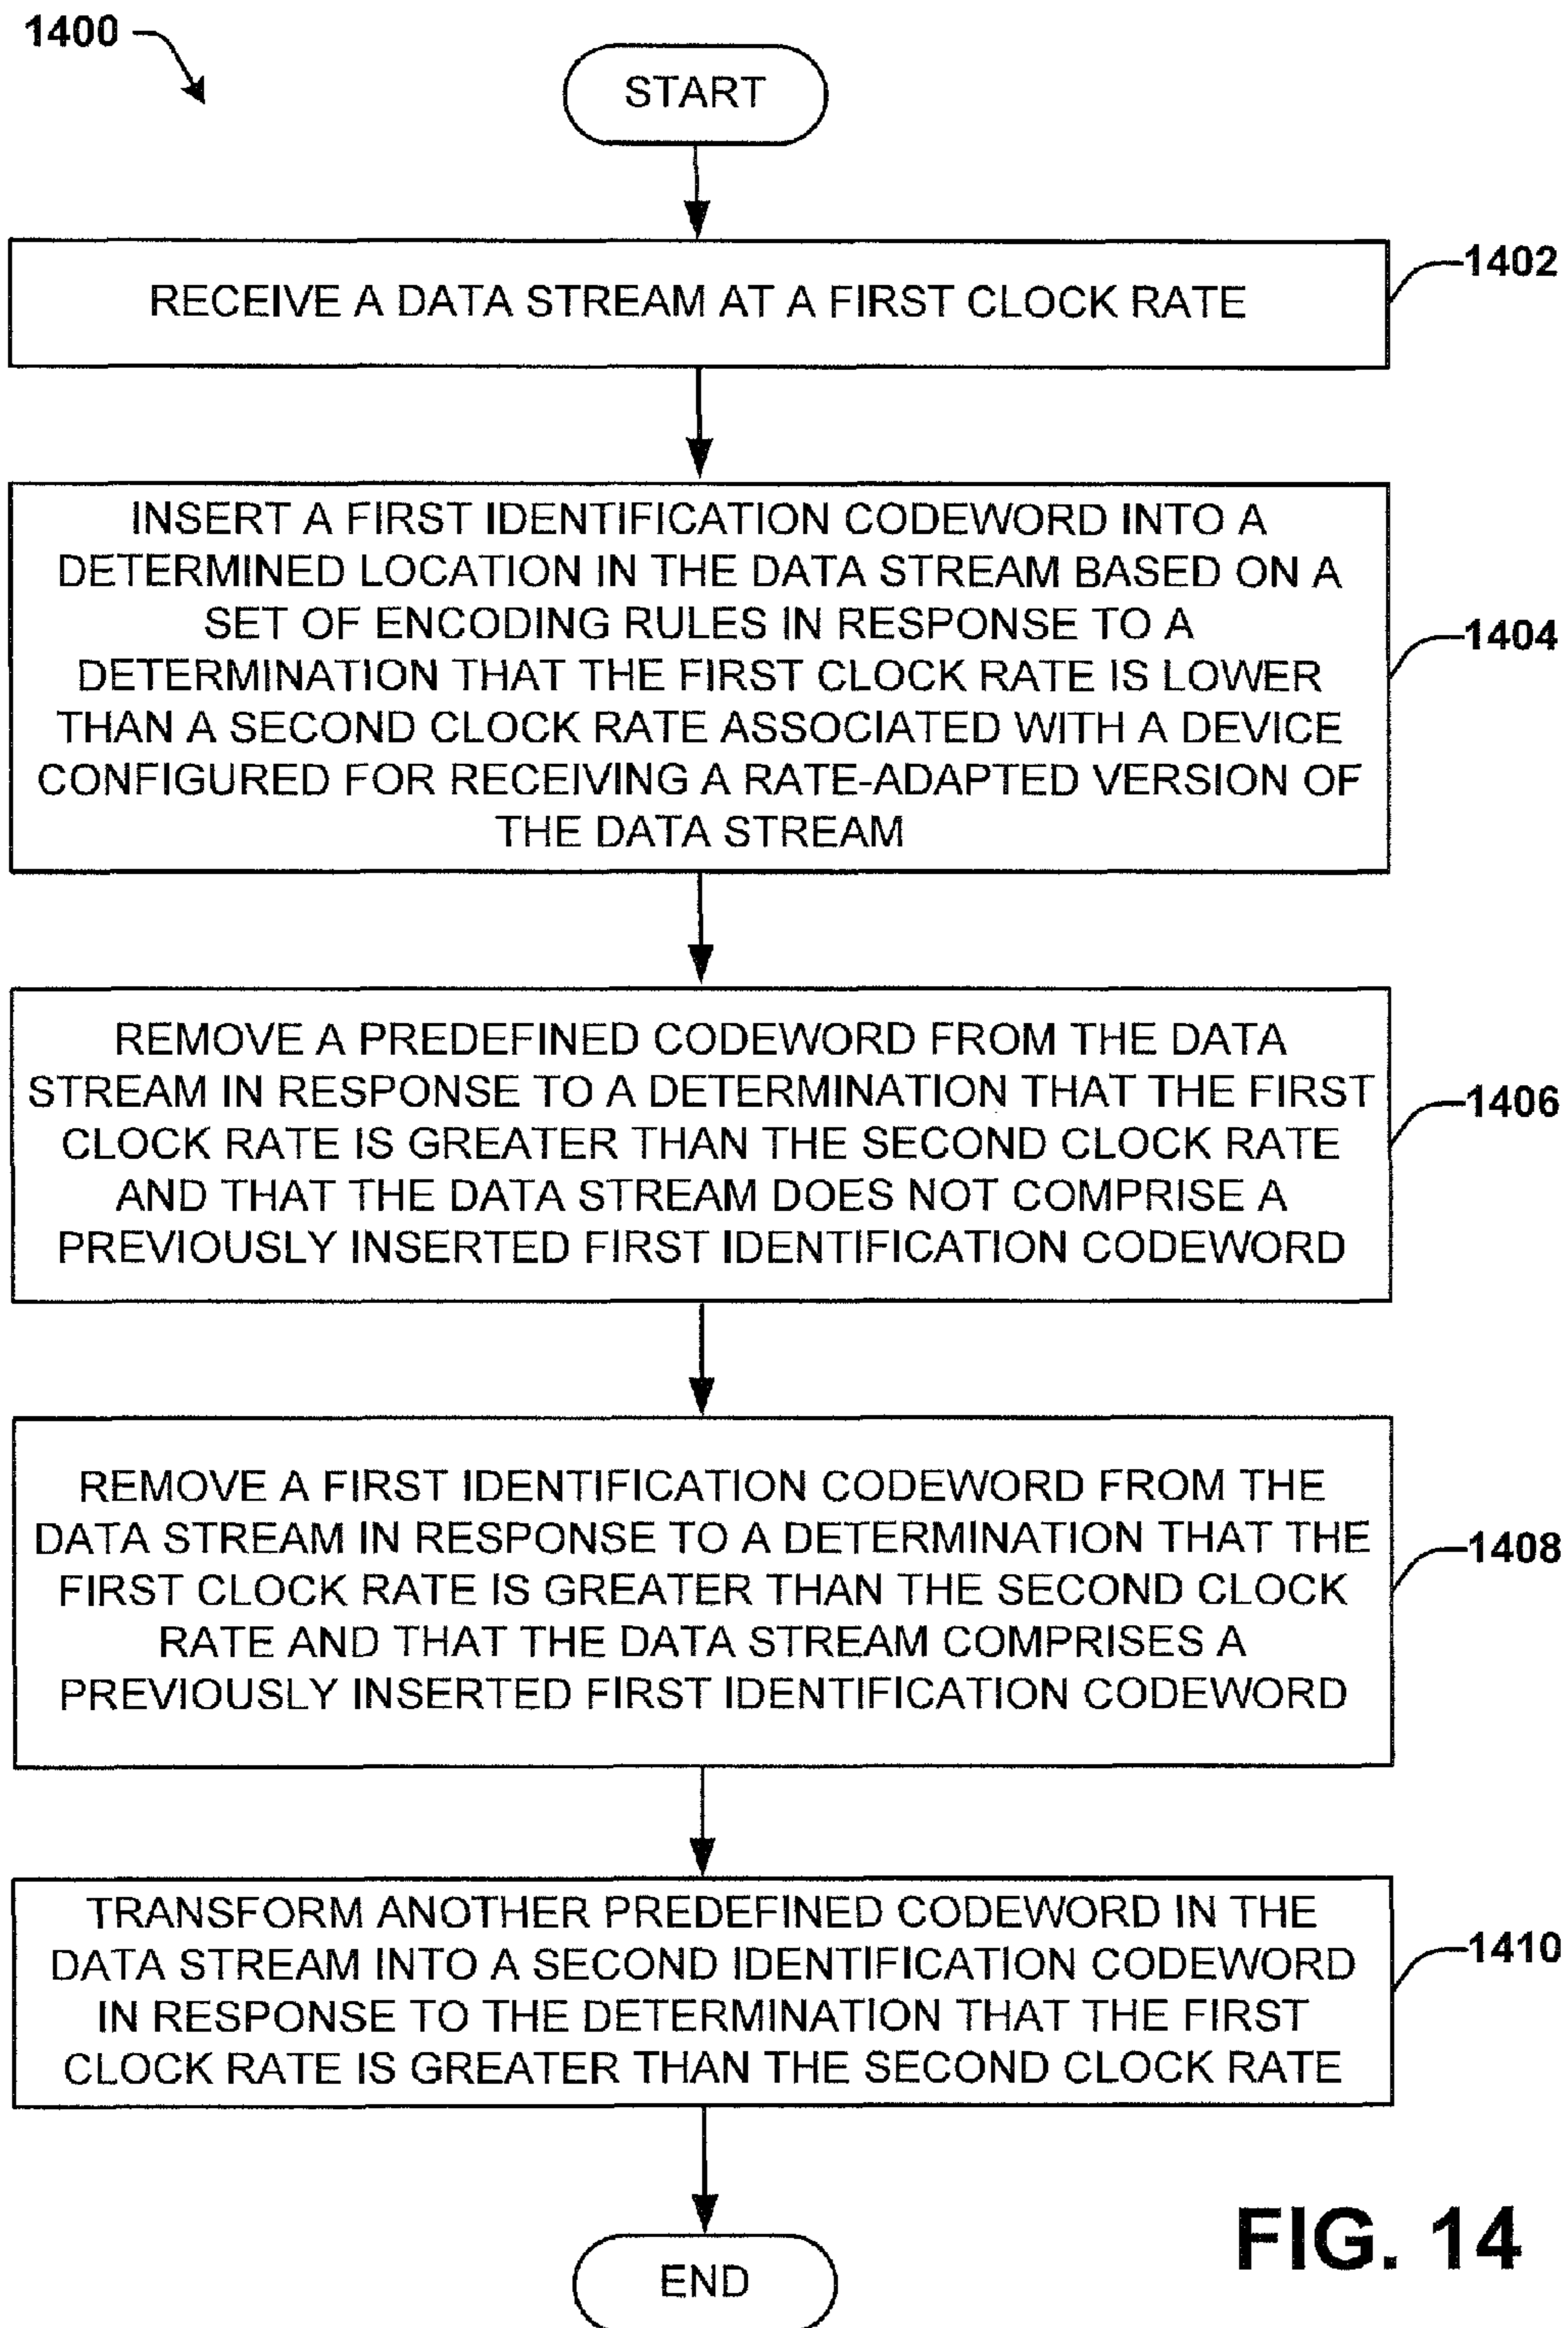 1400
START
RECEIVE A DATA STREAM AT A FIRST CLOCK RATE
1402
INSERT A FIRST IDENTIFICATION CODEWORD INTO A
DETERMINED LOCATION IN THE DATA STREAM BASED ON A
SET OF ENCODING RULES IN RESPONSE TO A
DETERMINATION THAT THE FIRST CLOCK RATE IS LOWER
THAN A SECOND CLOCK RATE ASSOCIATED WITH A DEVICE
CONFIGURED FOR RECEIVING A RATE-ADAPTED VERSION OF
THE DATA STREAM
1404
REMOVE A PREDEFINED CODEWORD FROM THE DATA
STREAM IN RESPONSE TO A DETERMINATION THAT THE FIRST
CLOCK RATE IS GREATER THAN THE SECOND CLOCK RATE
AND THAT THE DATA STREAM DOES NOT COMPRISE A
PREVIOUSLY INSERTED FIRST IDENTIFICATION CODEWORD
1406
REMOVE A FIRST IDENTIFICATION CODEWORD FROM THE
DATA STREAM IN RESPONSE TO A DETERMINATION THAT THE
FIRST CLOCK RATE IS GREATER THAN THE SECOND CLOCK
RATE AND THAT THE DATA STREAM COMPRISES A
PREVIOUSLY INSERTED FIRST IDENTIFICATION CODEWORD
1408
TRANSFORM ANOTHER PREDEFINED CODEWORD IN THE
DATA STREAM INTO A SECOND IDENTIFICATION CODEWORD
IN RESPONSE TO THE DETERMINATION THAT THE FIRST
CLOCK RATE IS GREATER THAN THE SECOND CLOCK RATE
1410
END
FIG. 14